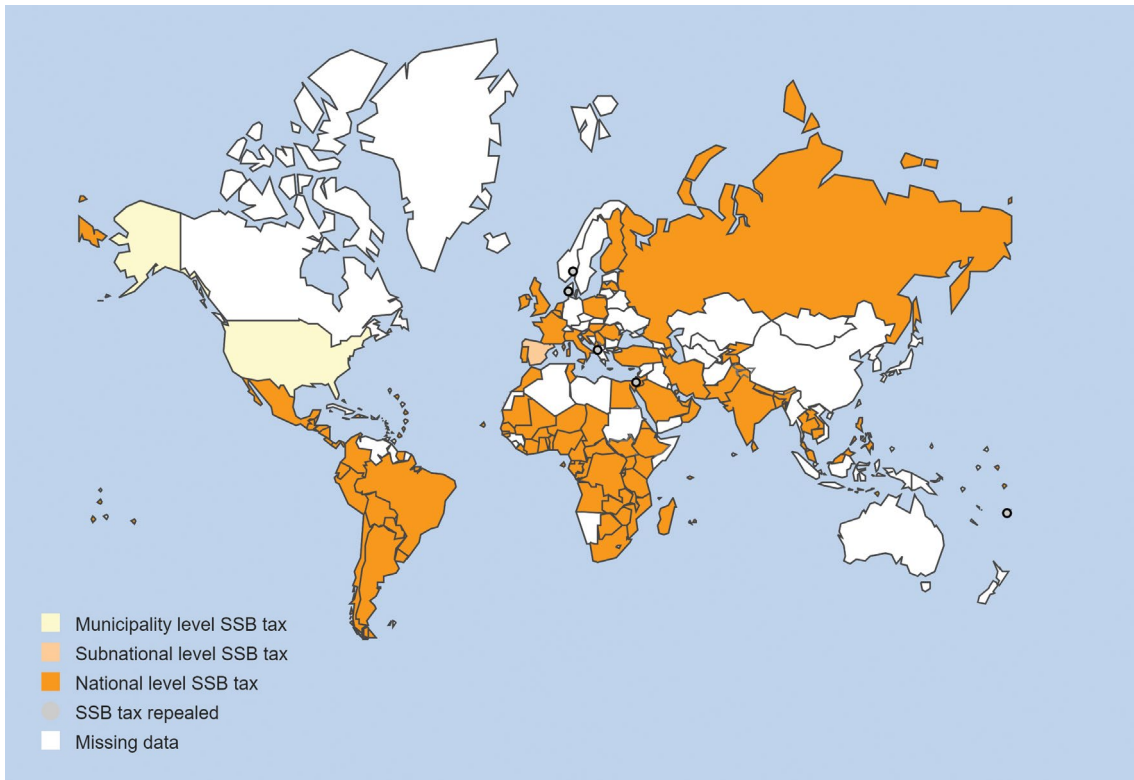 Municipality level SSB tax
Subnational level SSB tax
National level SSB tax
SSB tax repealed
Missing data